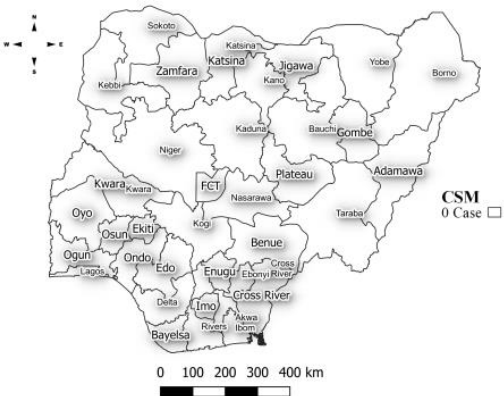 N
W E
S
Sokoto
Katsina
Katsina
Jigawa
Zamfara
Kano
Yobe
Borno
Kebbi
Kaduna
Bauchi
Gombe
Niger
Adamawa
Plateau
FCT
Nasarawa
Kwara
Kwara
Taraba
Oyo
Kogi
Ekiti
Osun
Benue
Ogun
Ondo
Edo
Lagos
Enugu
Cross
Ebonyi River
Delta
Imo
Cross River
Akwa
Ibom
Rivers
Bayelsa
CSM
0 Case
0 100 200 300 400 km